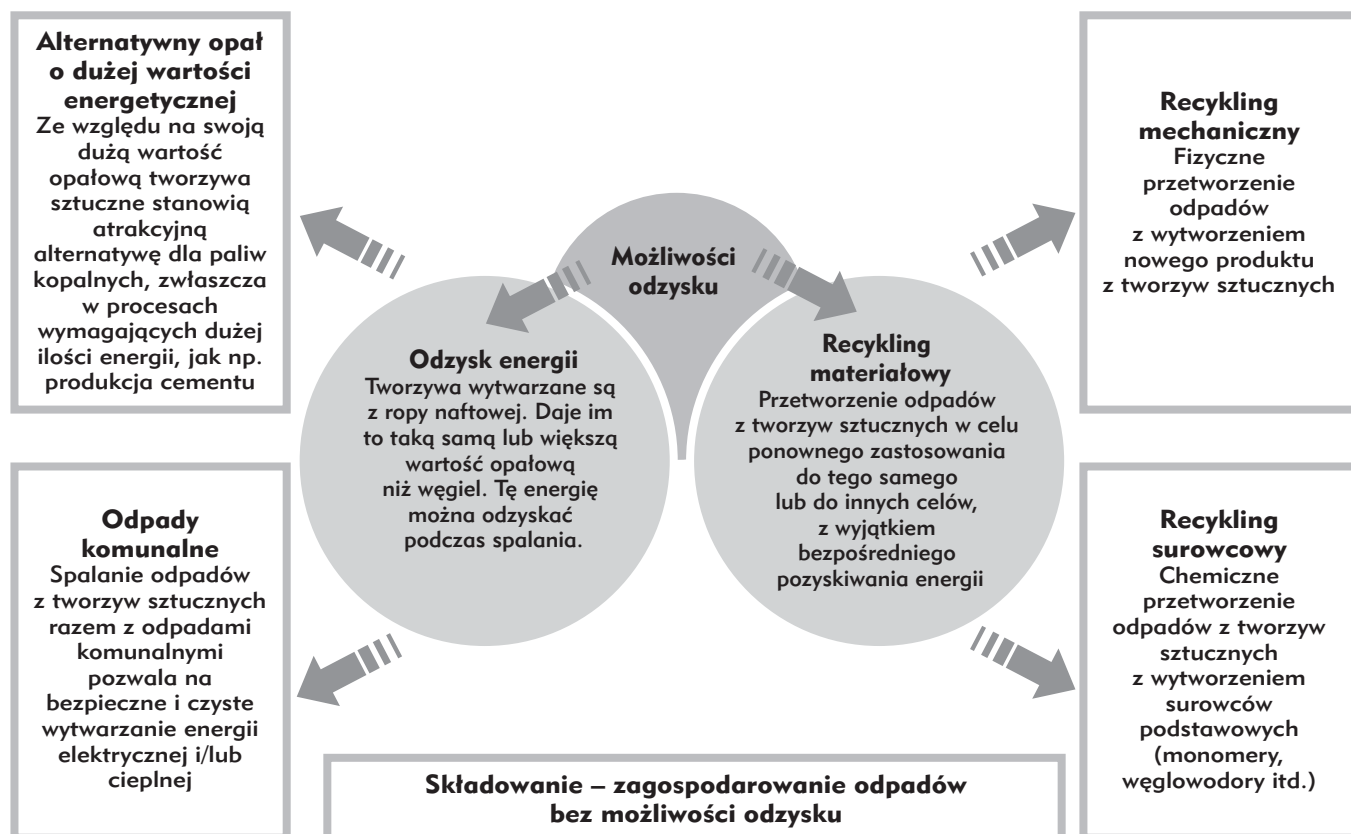 Alternatywny opał
o dużej wartości
energetycznej
Ze względu na swoją
dużą wartość
opałową tworzywa
sztuczne stanowią
atrakcyjną
alternatywę dla paliw
kopalnych, zwłaszcza
w procesach
wymagających dużej
ilości energii, jak np.
produkcja cementu
Odpady
komunalne
Spalanie odpadów
z tworzyw sztucznych
razem z odpadami
komunalnymi
pozwala na
bezpieczne i czyste
wytwarzanie energii
elektrycznej i/lub
cieplnej
Możliwości
odzysku
Odzysk energii
Tworzywa wytwarzane są
z ropy naftowej. Daje im
to taką samą lub większą
wartość opałową
niż węgiel. Tę energię
można odzyskać
podczas spalania.
Recykling
materiałowy
Przetworzenie odpadów
z tworzyw sztucznych w celu
ponownego zastosowania
do tego samego
lub do innych celów,
z wyjątkiem
bezpośredniego
pozyskiwania energii
Recykling
mechaniczny
Fizyczne
przetworzenie
odpadów
z wytworzeniem
nowego produktu
z tworzyw sztucznych
Recykling
surowcowy
Chemiczne
przetworzenie
odpadów z tworzyw
sztucznych
z wytworzeniem
surowców
podstawowych
(monomery,
węglowodory itd.)
Składowanie – zagospodarowanie odpadów
bez możliwości odzysku